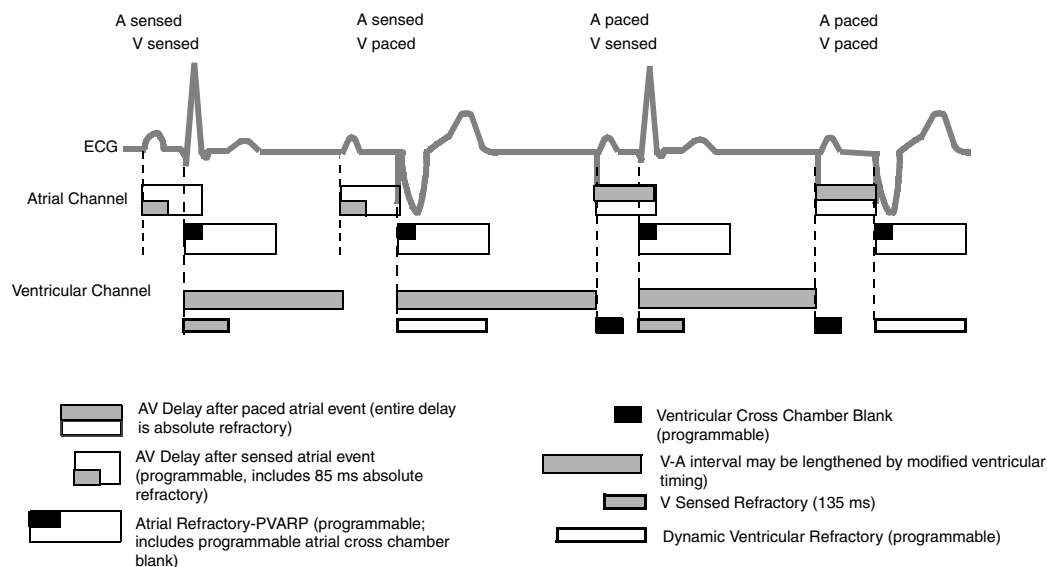 A sensed
V sensed
A sensed
V paced
A paced
V sensed
A paced
V paced
ECG
Atrial Channel
Ventricular Channel
AV Delay after paced atrial event (entire delay
is absolute refractory)
AV Delay after sensed atrial event
(programmable, includes 85 ms absolute
refractory)
Atrial Refractory-PVARP (programmable;
includes programmable atrial cross chamber
blank)
Ventricular Cross Chamber Blank
(programmable)
V-A interval may be lengthened by modified ventricular
timing)
V Sensed Refractory (135 ms)
Dynamic Ventricular Refractory (programmable)